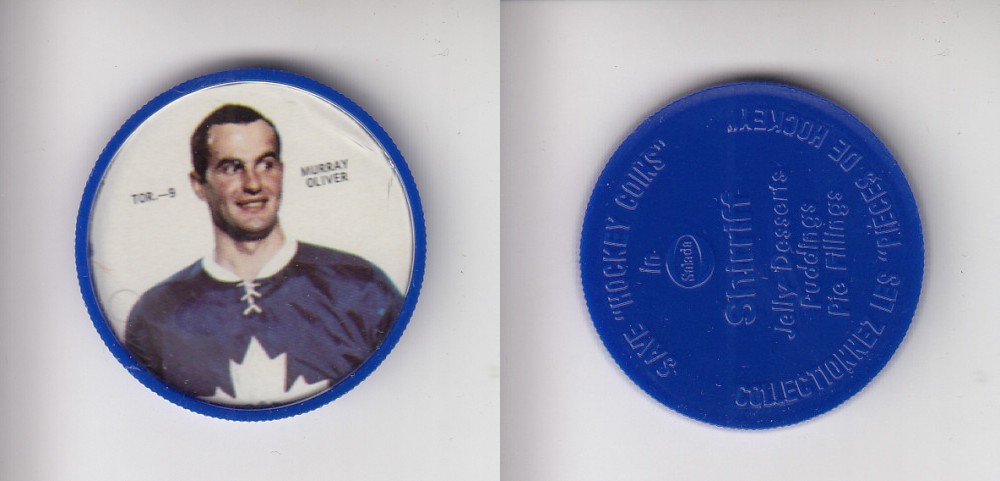 TOR.—9
MURRAY
OLIVER
SAVE "HOCKEY COINS"
in
Salada
Shirriff
Jelly Desserts
Puddings
Pie Fillings
COLLECTIONNEZ LES "PIECES DE HOCKEY"